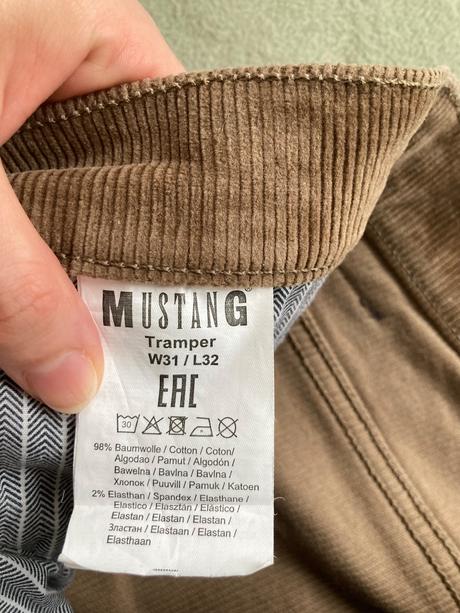 MUSTANG
Tramper
W31 / L32
EAC
30
98% Baumwolle / Cotton / Coton/
Algodao / Pamut / Algodón/
Bawelna / Bavlna / Bavlna/
Хлопок / Puuvill / Pamuk / Katoen
2% Elasthan / Spandex / Elasthane/
Elastico / Elasztán / Elástico/
Elastan / Elastan / Elastan/
Эластан / Elastaan / Elastan/
Elasthaan